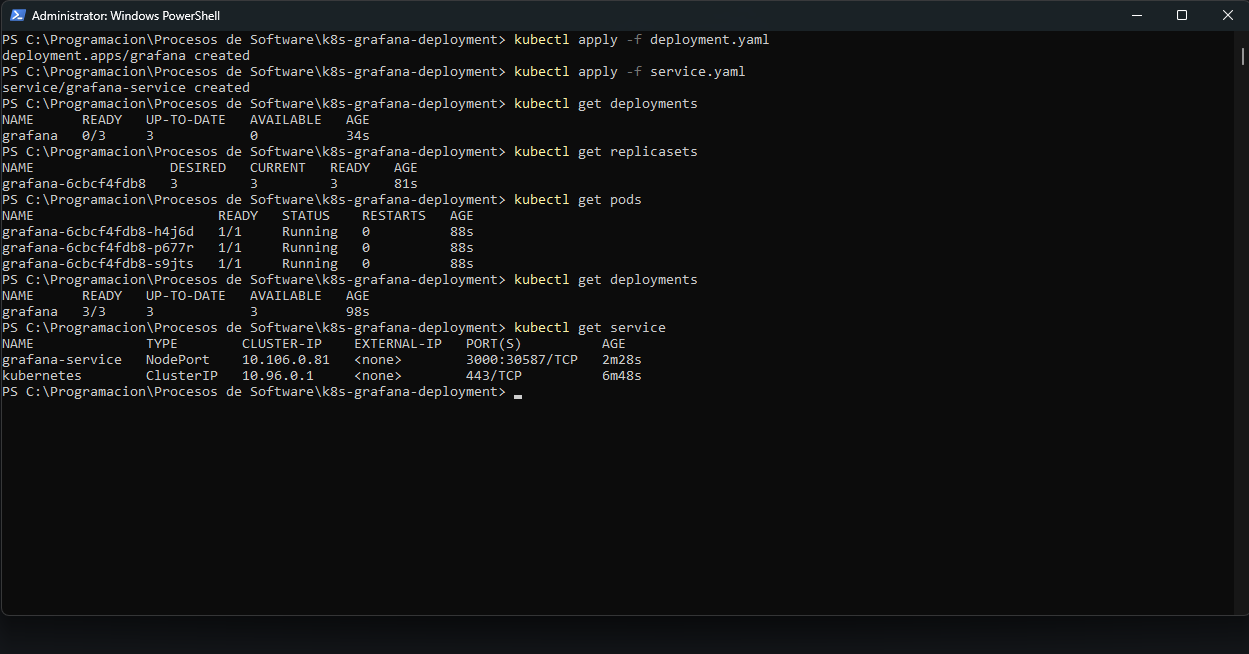 Administrator: Windows PowerShell
PS C:\Programacion\Procesos de Software\k8s-grafana-deployment> kubectl apply -f deployment.yaml
deployment.apps/grafana created
PS C:\Programacion\Procesos de Software\k8s-grafana-deployment> kubectl apply -f service.yaml
service/grafana-service created
PS C:\Programacion\Procesos de Software\k8s-grafana-deployment> kubectl get deployments
NAME      READY   UP-TO-DATE   AVAILABLE   AGE
grafana   0/3     3            0           34s
PS C:\Programacion\Procesos de Software\k8s-grafana-deployment> kubectl get replicasets
NAME                 DESIRED   CURRENT   READY   AGE
grafana-6cbcf4fdb8   3         3         3       81s
PS C:\Programacion\Procesos de Software\k8s-grafana-deployment> kubectl get pods
NAME                       READY   STATUS    RESTARTS   AGE
grafana-6cbcf4fdb8-h4j6d   1/1     Running   0          88s
grafana-6cbcf4fdb8-p677r   1/1     Running   0          88s
grafana-6cbcf4fdb8-s9jts   1/1     Running   0          88s
PS C:\Programacion\Procesos de Software\k8s-grafana-deployment> kubectl get deployments
NAME      READY   UP-TO-DATE   AVAILABLE   AGE
grafana   3/3     3            3           98s
PS C:\Programacion\Procesos de Software\k8s-grafana-deployment> kubectl get service
NAME              TYPE        CLUSTER-IP    EXTERNAL-IP   PORT(S)          AGE
grafana-service   NodePort    10.106.0.81   <none>        3000:30587/TCP   2m28s
kubernetes        ClusterIP   10.96.0.1     <none>        443/TCP          6m48s
PS C:\Programacion\Procesos de Software\k8s-grafana-deployment>